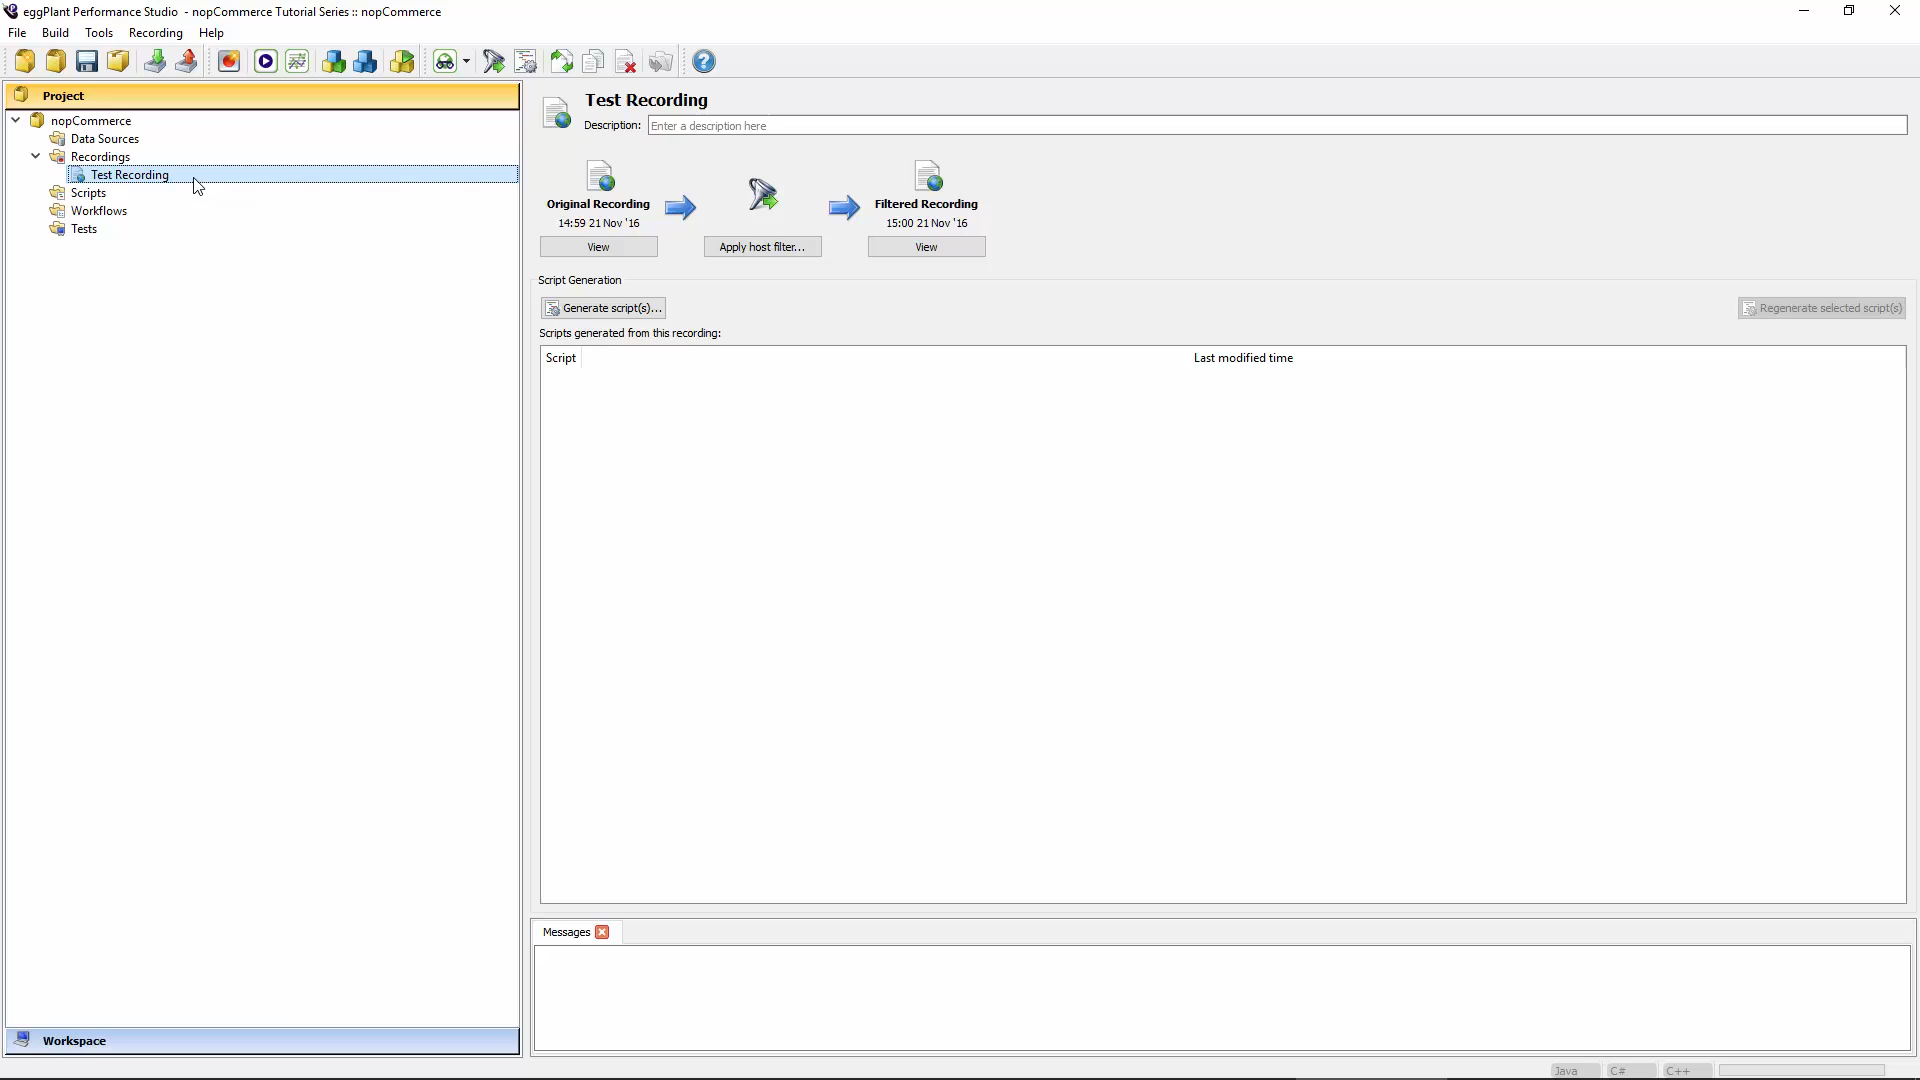 eggPlant Performance Studio - nopCommerce Tutorial Series :: nopCommerce
File Build Tools Recording Help
Project
nopCommerce
Data Sources
Recordings
Test Recording
Scripts
Workflows
Tests
Workspace
Test Recording
Description: Enter a description here
Original Recording
14:59 21 Nov '16
View
Apply host filter...
Filtered Recording
15:00 21 Nov '16
View
Script Generation
Generate script(s)...
Regenerate selected script(s)
Scripts generated from this recording:
Script Last modified time
Messages
Java C# C++